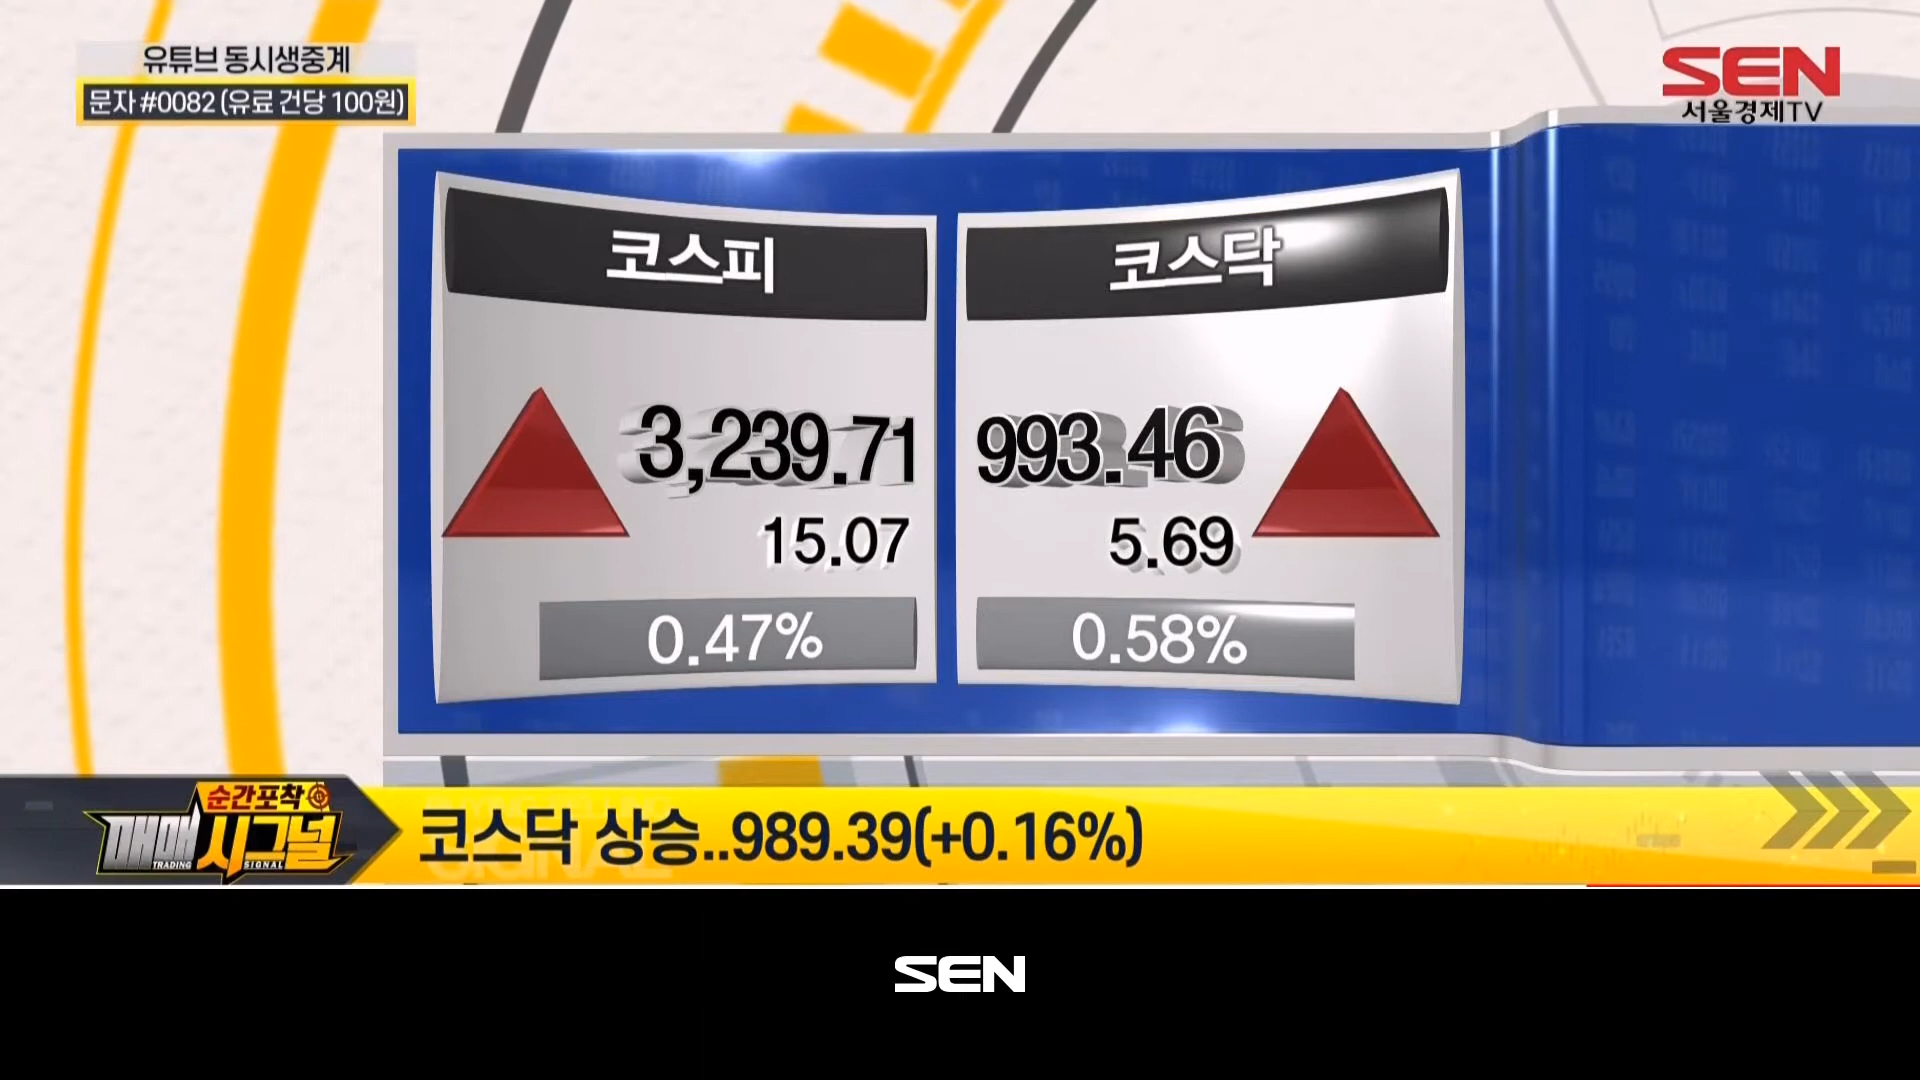 유튜브 동시생중계
문자 #0082 (유료 건당 100원)
SEN
서울경제TV
코스피
3,239.71
15.07
0.47%
코스닥
993.46
5.69
0.58%
순간포착
매매 시그널
TRADING SIGNAL
코스닥 상승..989.39(+0.16%)
SEN